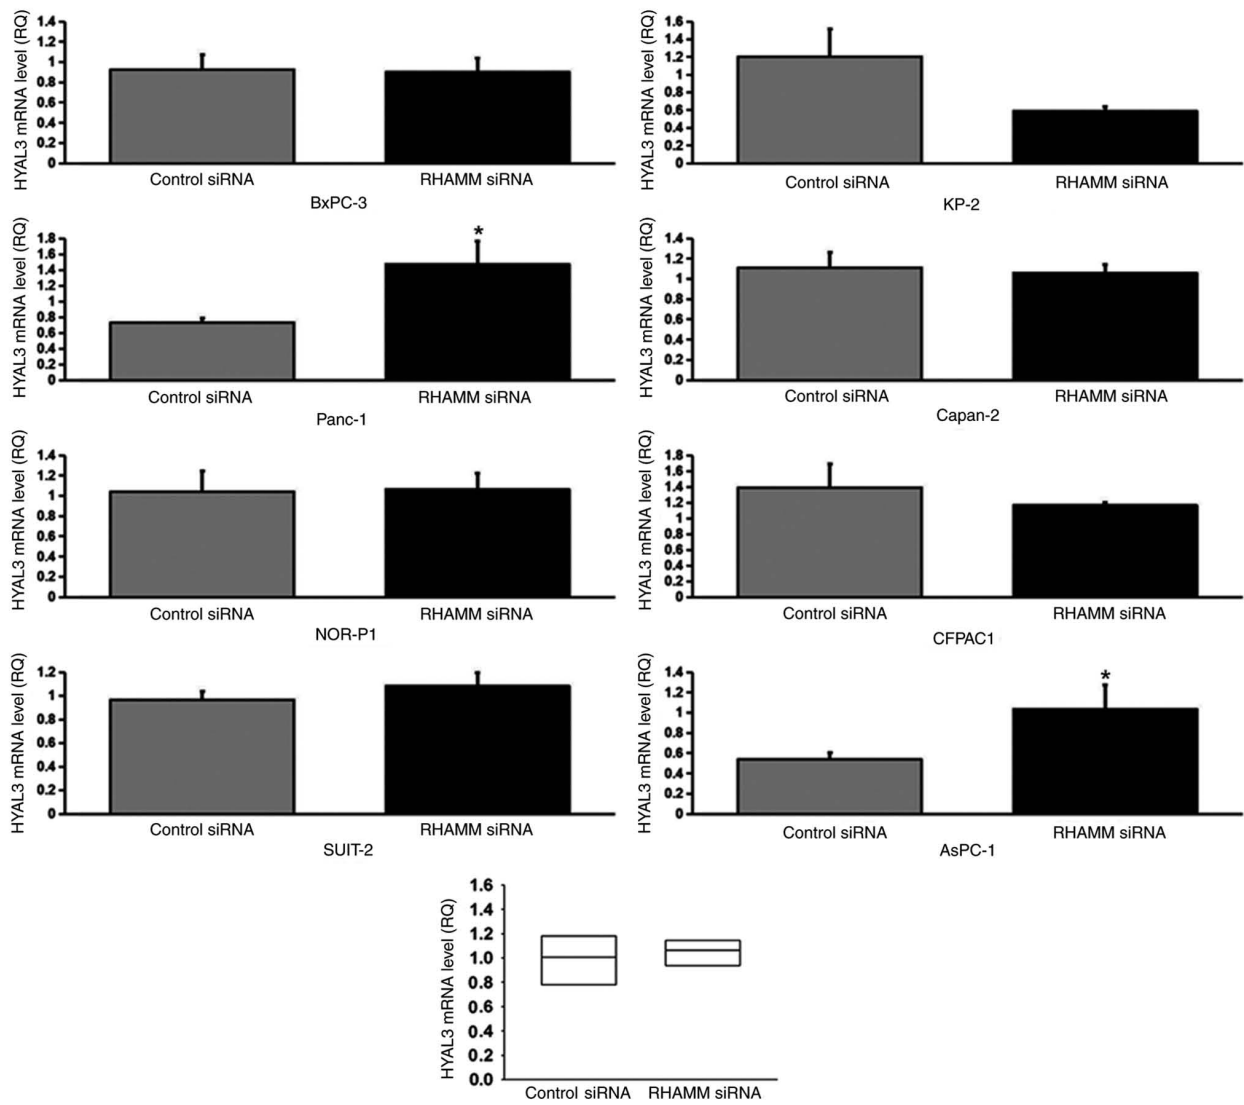 HYAL3 mRNA level (RQ)
1.4
1.2
1
0.8
0.6
0.4
0.2
0
Control siRNA
RHAMM siRNA
BxPC-3
HYAL3 mRNA level (RQ)
1.6
1.4
1.2
1
0.8
0.6
0.4
0.2
0
Control siRNA
RHAMM siRNA
KP-2
HYAL3 mRNA level (RQ)
1.8
1.6
1.4
1.2
1
0.8
0.6
0.4
0.2
0
*
Control siRNA
RHAMM siRNA
Panc-1
HYAL3 mRNA level (RQ)
1.4
1.2
1
0.8
0.6
0.4
0.2
0
Control siRNA
RHAMM siRNA
Capan-2
HYAL3 mRNA level (RQ)
1.4
1.2
1
0.8
0.6
0.4
0.2
0
Control siRNA
RHAMM siRNA
NOR-P1
HYAL3 mRNA level (RQ)
1.8
1.6
1.4
1.2
1
0.8
0.6
0.4
0.2
0
Control siRNA
RHAMM siRNA
CFPAC1
HYAL3 mRNA level (RQ)
1.2
1
0.8
0.6
0.4
0.2
0
Control siRNA
RHAMM siRNA
SUIT-2
HYAL3 mRNA level (RQ)
1.4
1.2
1
0.8
0.6
0.4
0.2
0
*
Control siRNA
RHAMM siRNA
AsPC-1
HYAL3 mRNA level (RQ)
1.6
1.4
1.2
1.0
0.8
0.6
0.4
0.2
0.0
Control siRNA
RHAMM siRNA